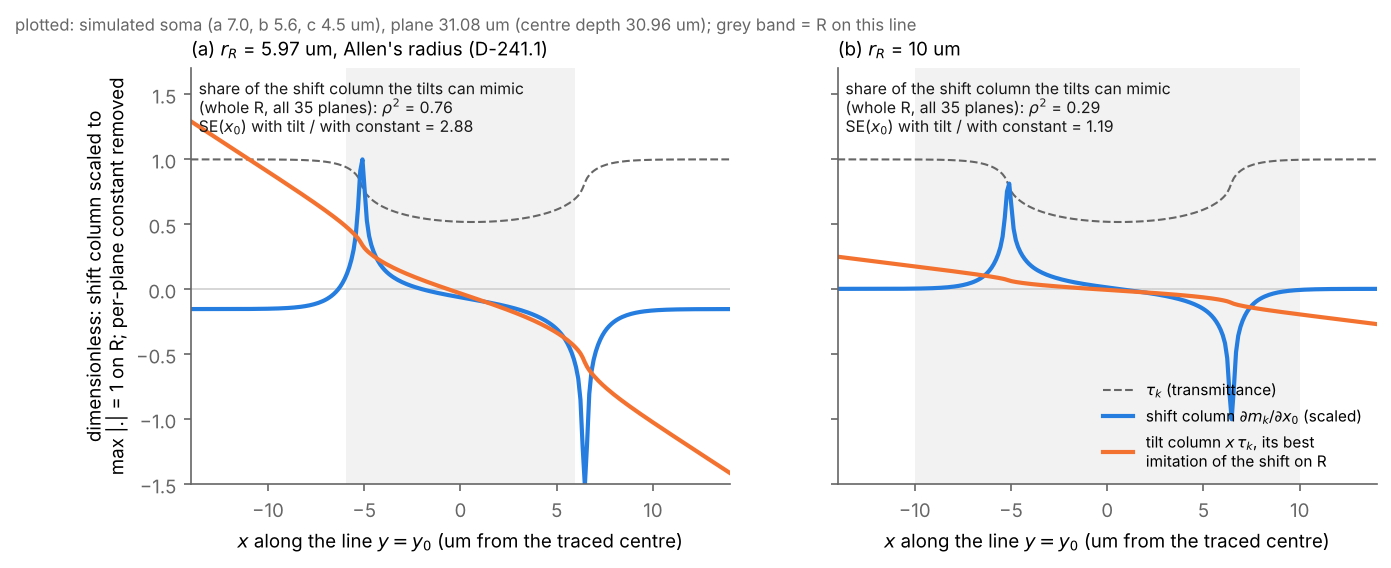 plotted: simulated soma (a 7.0, b 5.6, c 4.5 um), plane 31.08 um (centre depth 30.96 um); grey band = R on this line
(a) r_R = 5.97 um, Allen's radius (D-241.1)
share of the shift column the tilts can mimic
(whole R, all 35 planes): ρ² = 0.76
SE(x₀) with tilt / with constant = 2.88
dimensionless: shift column scaled to
max |.| = 1 on R; per-plane constant removed
1.5
1.0
0.5
0.0
−0.5
−1.0
−1.5
−10 −5 0 5 10
x along the line y = y₀ (um from the traced centre)
(b) r_R = 10 um
share of the shift column the tilts can mimic
(whole R, all 35 planes): ρ² = 0.29
SE(x₀) with tilt / with constant = 1.19
τ_k (transmittance)
shift column ∂m_k/∂x₀ (scaled)
tilt column x τ_k, its best
imitation of the shift on R
−10 −5 0 5 10
x along the line y = y₀ (um from the traced centre)